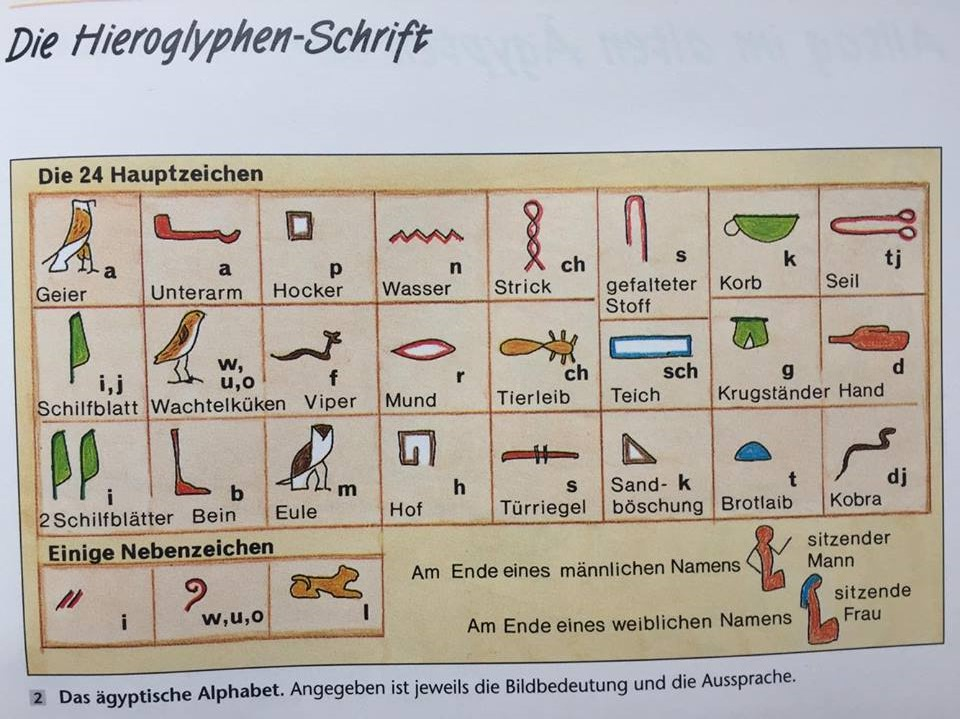 Die Hieroglyphen-Schrift
Die 24 Hauptzeichen
a a p n ch s k tj
Geier Unterarm Hocker Wasser Strick gefalteter Stoff Korb Seil
i,j w, u,o f r ch sch g d
Schilfblatt Wachtelküken Viper Mund Tierleib Teich Krugständer Hand
i b m h s k t dj
2 Schilfblätter Bein Eule Hof Türriegel Sand-böschung Brotlaib Kobra
Einige Nebenzeichen
i w,u,o l
Am Ende eines männlichen Namens sitzender Mann
Am Ende eines weiblichen Namens sitzende Frau
2 Das ägyptische Alphabet. Angegeben ist jeweils die Bildbedeutung und die Aussprache.